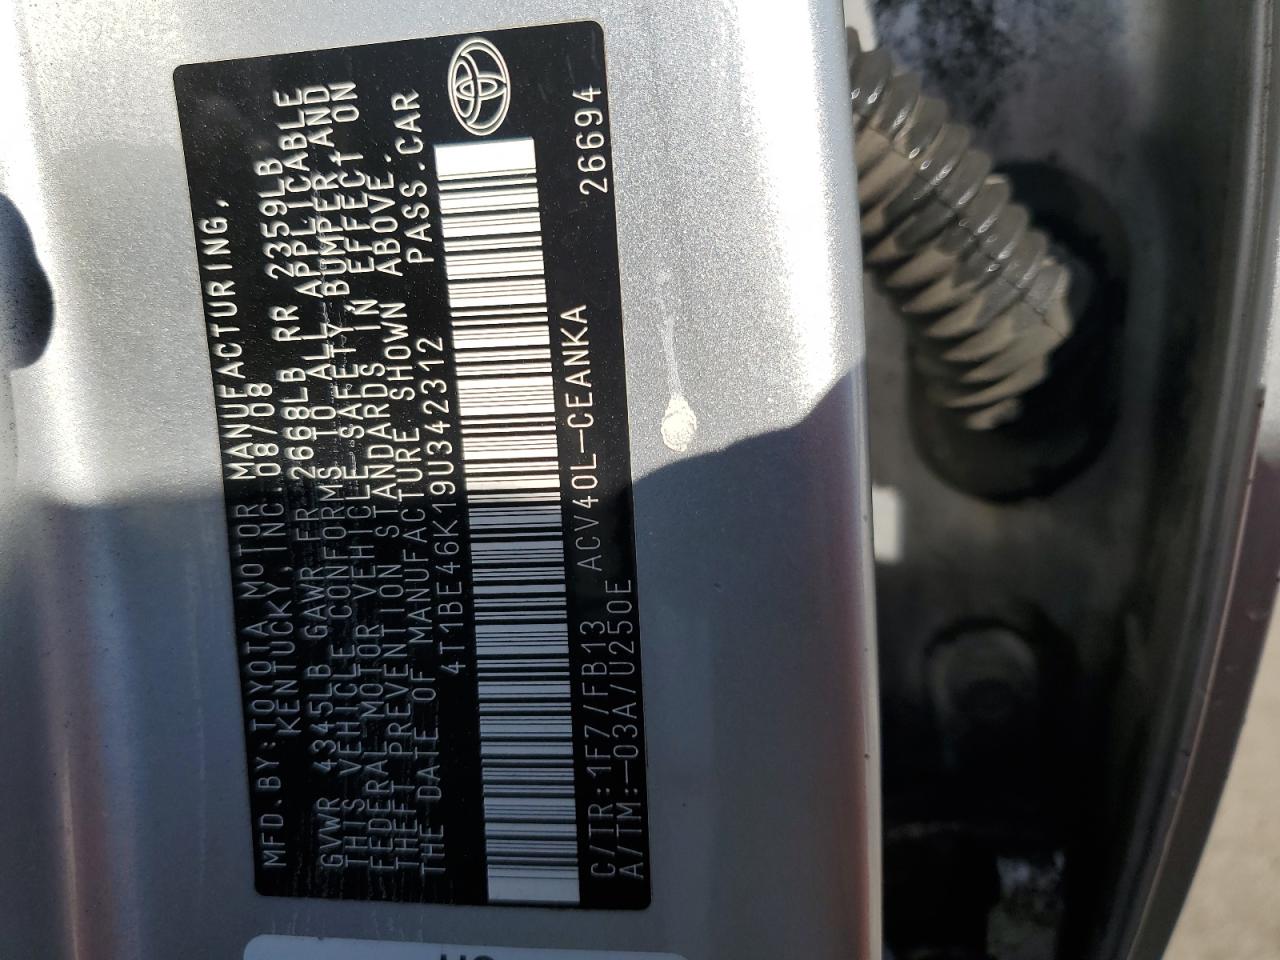 MFD.BY:TOYOTA MOTOR MANUFACTURING,
KENTUCKY,INC. 08/08
GVWR 4345LB GAWR FR 2668LB RR 2359LB
THIS VEHICLE CONFORMS TO ALL APPLICABLE
FEDERAL MOTOR VEHICLE SAFETY BUMPER AND
THEFT PREVENTION STANDARDS IN EFFECT ON
THE DATE OF MANUFACTURE SHOWN ABOVE.
4T1BE46K19U342312 PASS.CAR
C/TR:1F7/FB13 ACV40L-CEANKA 26694
A/TM:-03A/U250E